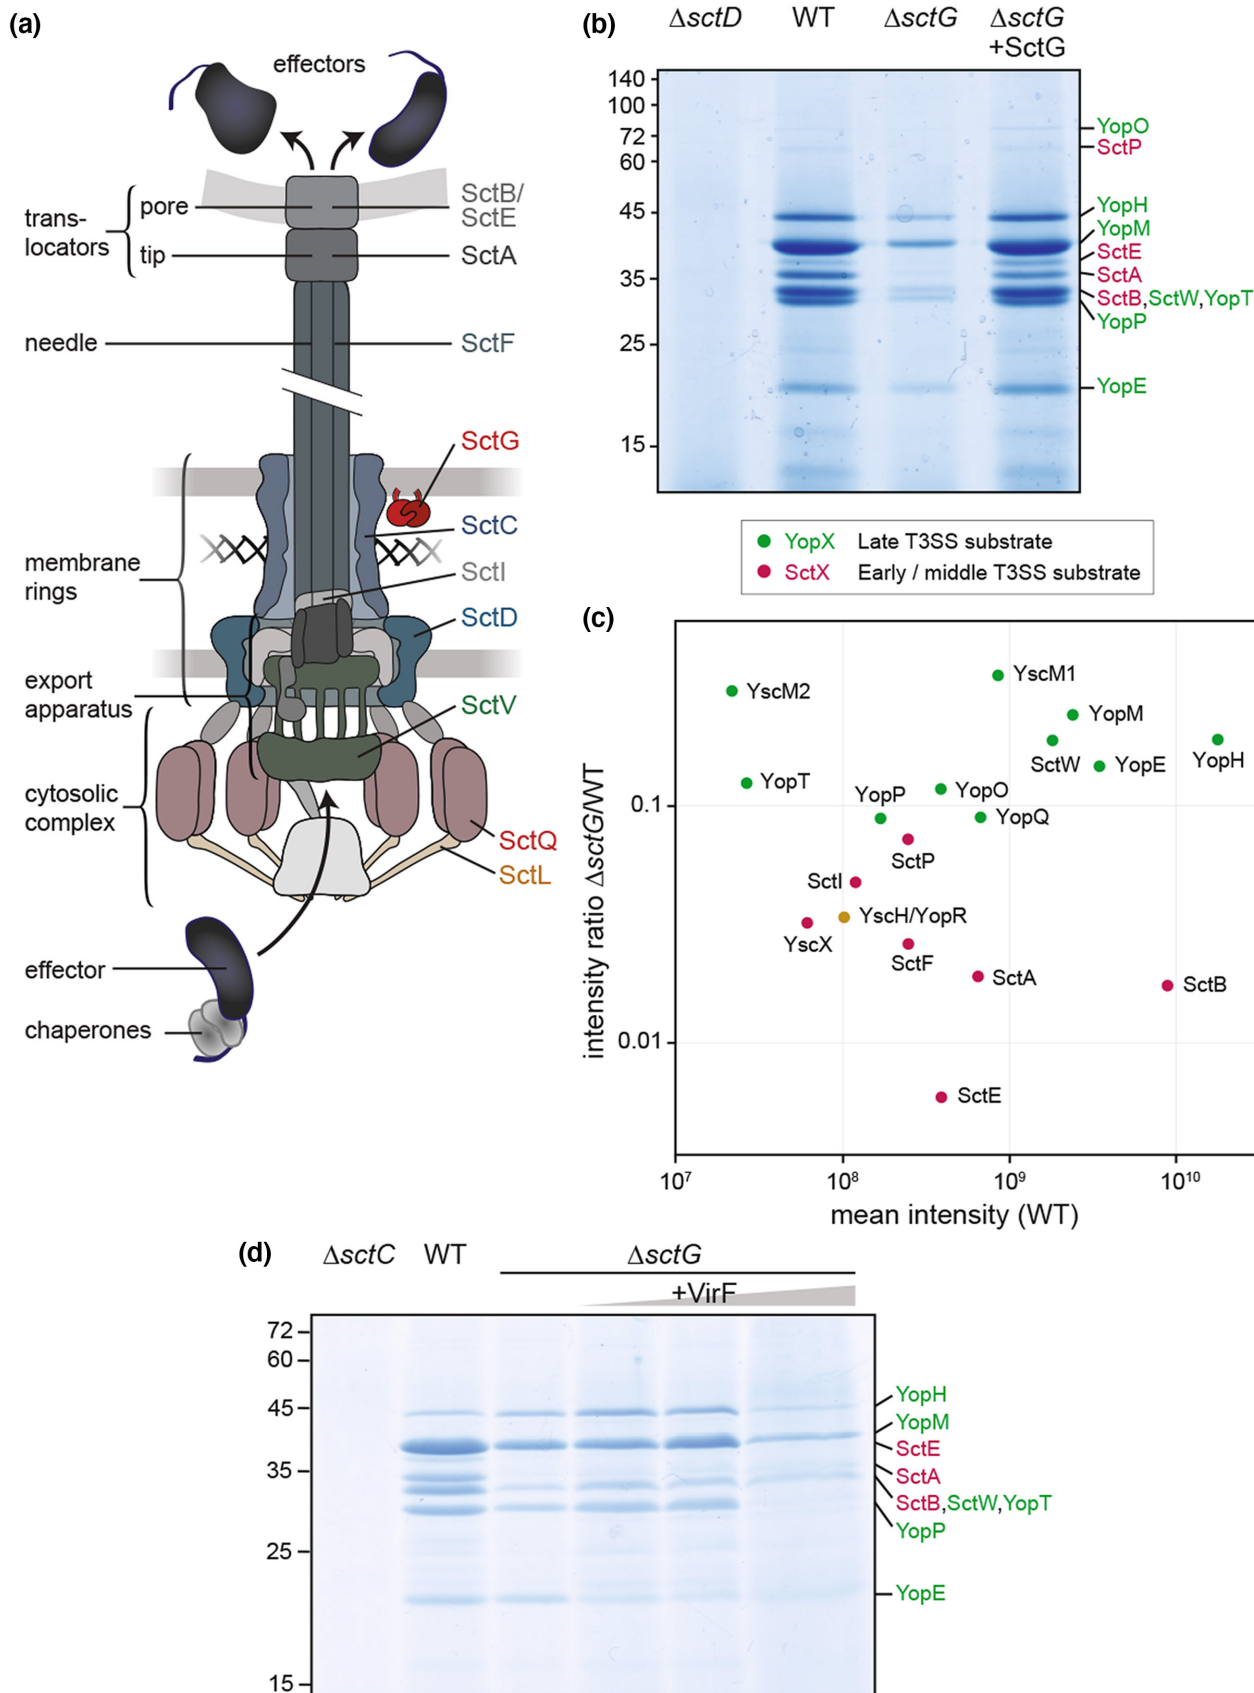 (a)
effectors
trans-
locators
pore
tip
SctB/
SctE
SctA
needle
SctF
SctG
SctC
membrane
rings
SctI
SctD
export
apparatus
SctV
cytosolic
complex
SctQ
SctL
effector
chaperones
(b)
ΔsctD WT ΔsctG ΔsctG
+SctG
140
100
72
60
45
35
25
15
YopO
SctP
YopH
YopM
SctE
SctA
SctB,SctW,YopT
YopP
YopE
YopX Late T3SS substrate
SctX Early / middle T3SS substrate
(c)
intensity ratio ΔsctG/WT
0.1
0.01
YscM1
YscM2
YopM
SctW
YopE
YopH
YopT
YopP
YopO
YopQ
SctP
SctI
YscH/YopR
YscX
SctF
SctA
SctB
SctE
10⁷ 10⁸ 10⁹ 10¹⁰
mean intensity (WT)
(d)
ΔsctC WT ΔsctG
+VirF
72
60
45
35
25
15
YopH
YopM
SctE
SctA
SctB,SctW,YopT
YopP
YopE